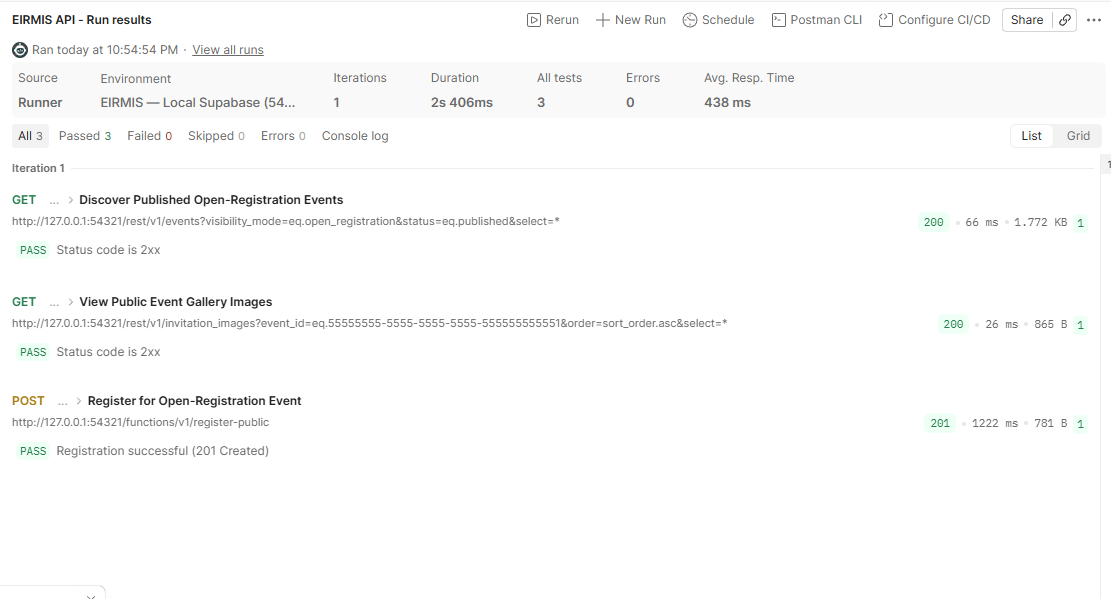 EIRMIS API - Run results
Rerun New Run Schedule Postman CLI Configure CI/CD Share
Ran today at 10:54:54 PM · View all runs
Source Environment Iterations Duration All tests Errors Avg. Resp. Time
Runner EIRMIS — Local Supabase (54... 1 2s 406ms 3 0 438 ms
All 3 Passed 3 Failed 0 Skipped 0 Errors 0 Console log List Grid
Iteration 1
1
GET ... > Discover Published Open-Registration Events
http://127.0.0.1:54321/rest/v1/events?visibility_mode=eq.open_registration&status=eq.published&select=* 200 • 66 ms • 1.772 KB 1
PASS Status code is 2xx
GET ... > View Public Event Gallery Images
http://127.0.0.1:54321/rest/v1/invitation_images?event_id=eq.55555555-5555-5555-5555-555555555551&order=sort_order.asc&select=* 200 • 26 ms • 865 B 1
PASS Status code is 2xx
POST ... > Register for Open-Registration Event
http://127.0.0.1:54321/functions/v1/register-public 201 • 1222 ms • 781 B 1
PASS Registration successful (201 Created)